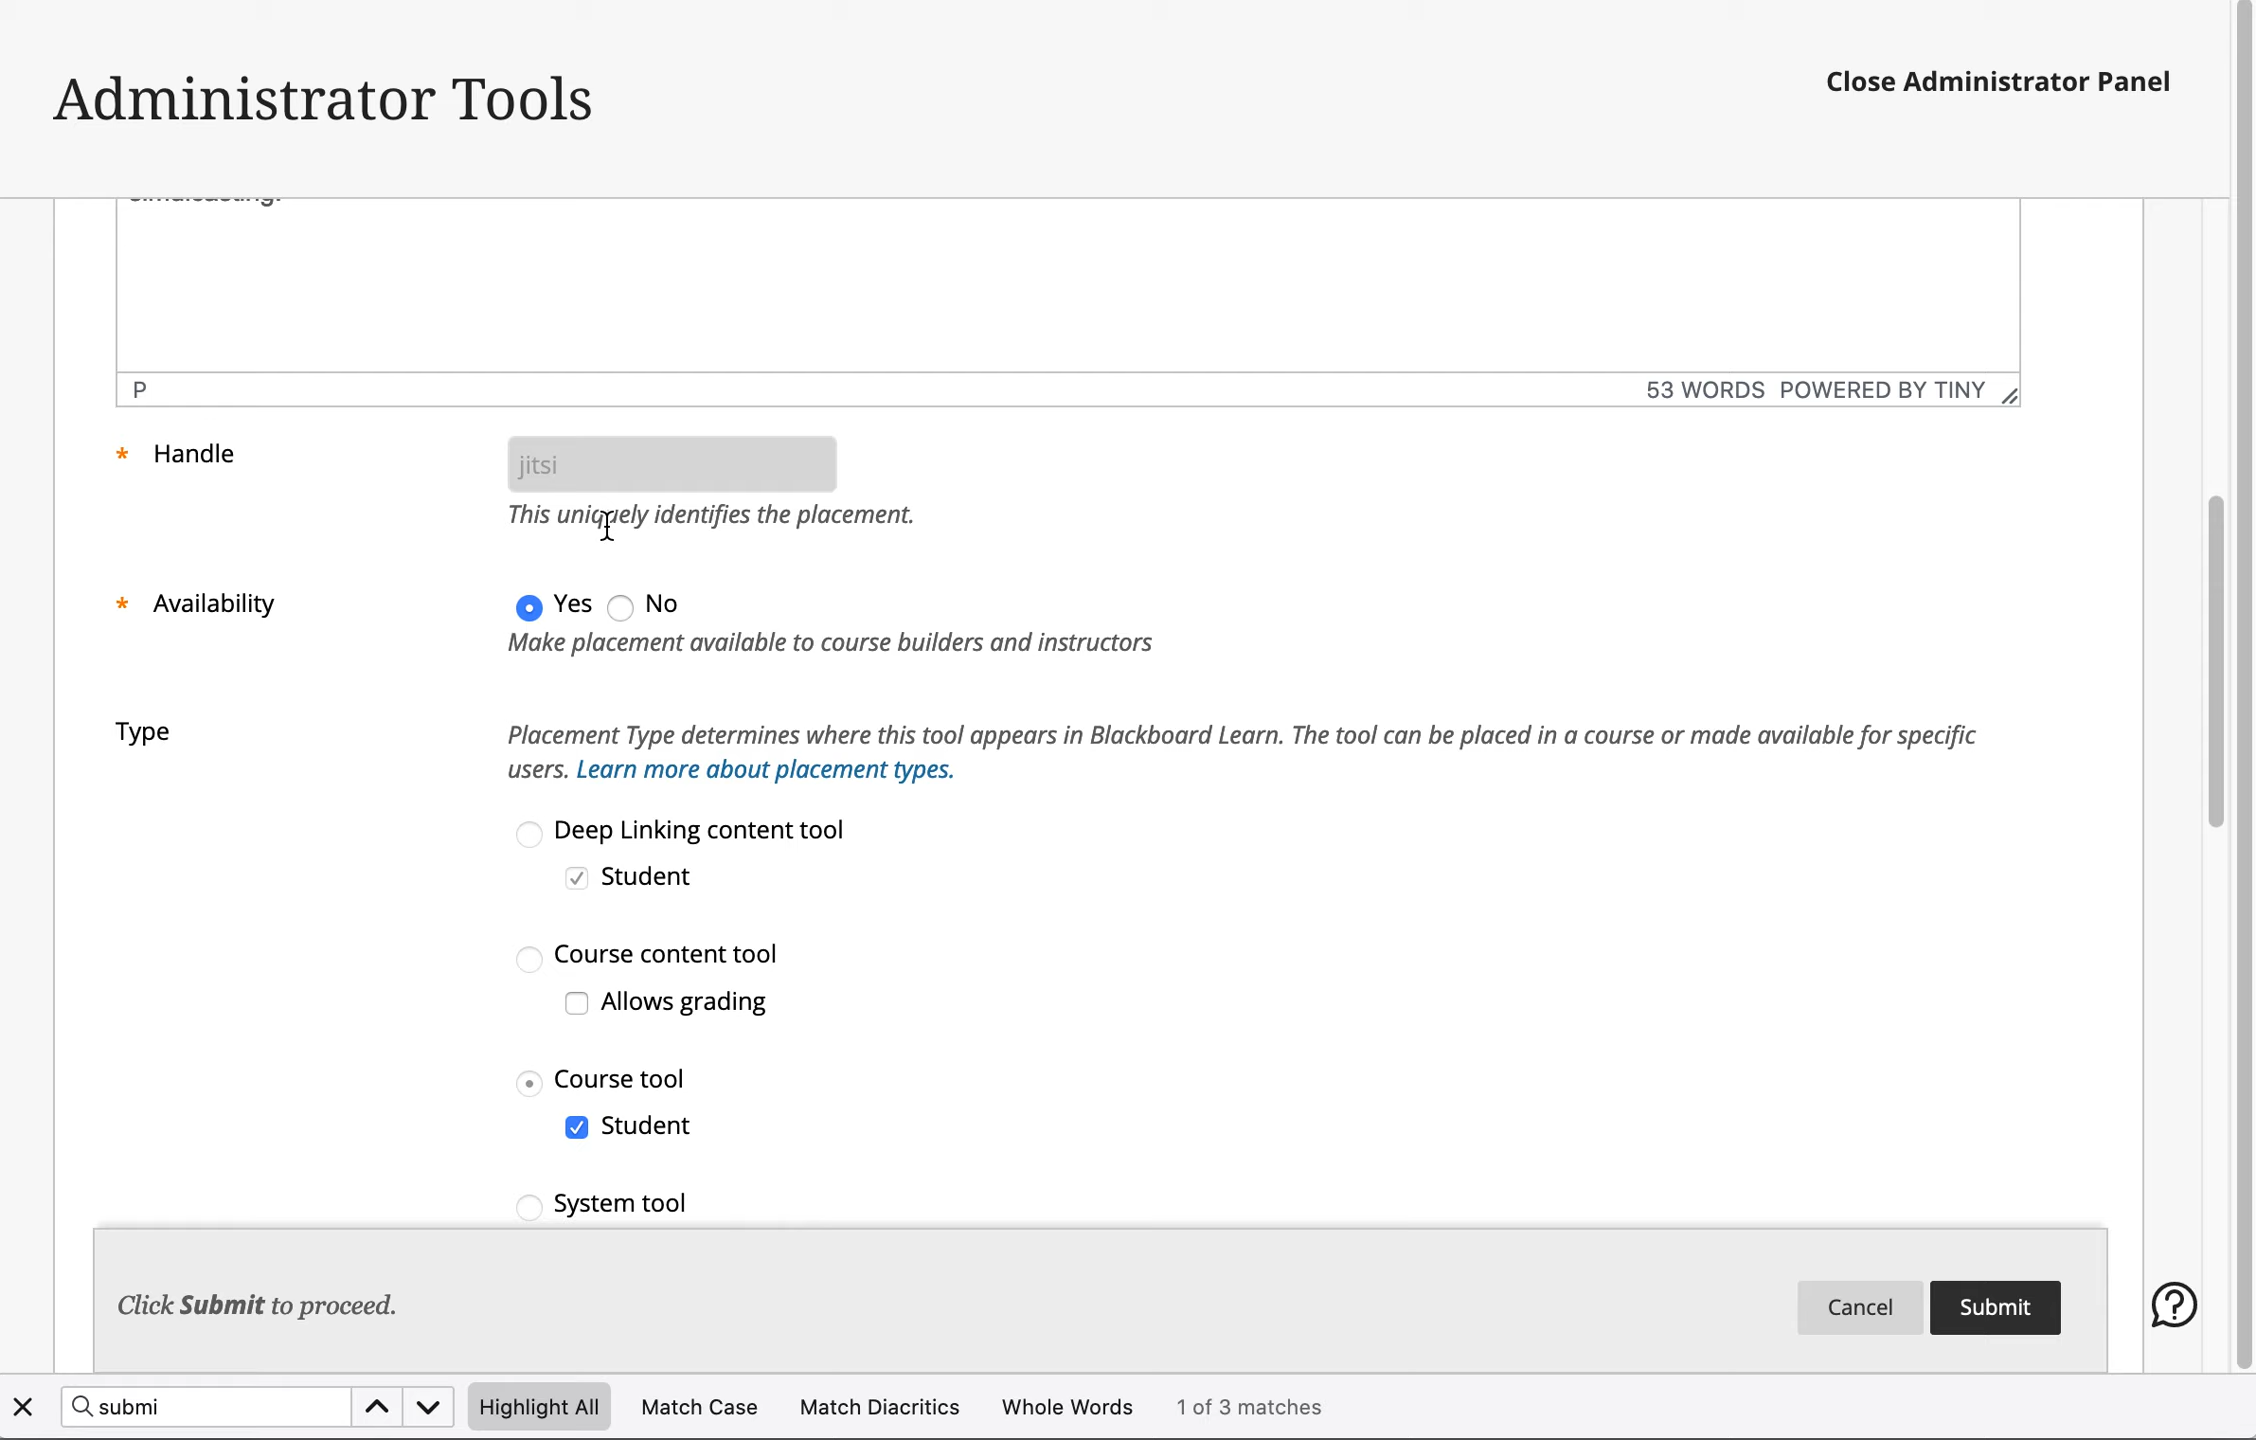 Administrator Tools
Close Administrator Panel
simulcasting.
P
53 WORDS POWERED BY TINY
* Handle
jitsi
This uniquely identifies the placement.
* Availability
Yes No
Make placement available to course builders and instructors
Type
Placement Type determines where this tool appears in Blackboard Learn. The tool can be placed in a course or made available for specific
users. Learn more about placement types.
Deep Linking content tool
Student
Course content tool
Allows grading
Course tool
Student
System tool
Click Submit to proceed.
Cancel
Submit
submi
Highlight All
Match Case
Match Diacritics
Whole Words
1 of 3 matches